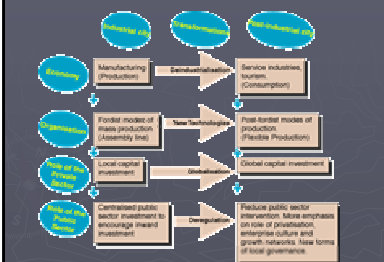 Industrial city
Transformations
Post-industrial city
Economy
Manufacturing
(Production)
Deindustrialisation
Service industries,
tourism.
(Consumption)
Organisation
Fordist modes of
mass production
(Assembly line)
New Technologies
Post-fordist modes of
production.
(Flexible Production)
Role of the
Private
Sector
Local capital
investment
Globalisation
Global capital investment
Role of the
Public
Sector
Centralised public
sector investment to
encourage inward
investment
Deregulation
Reduce public sector
intervention. More emphasis
on role of privatisation,
enterprise culture and
growth networks. New forms
of local governance.